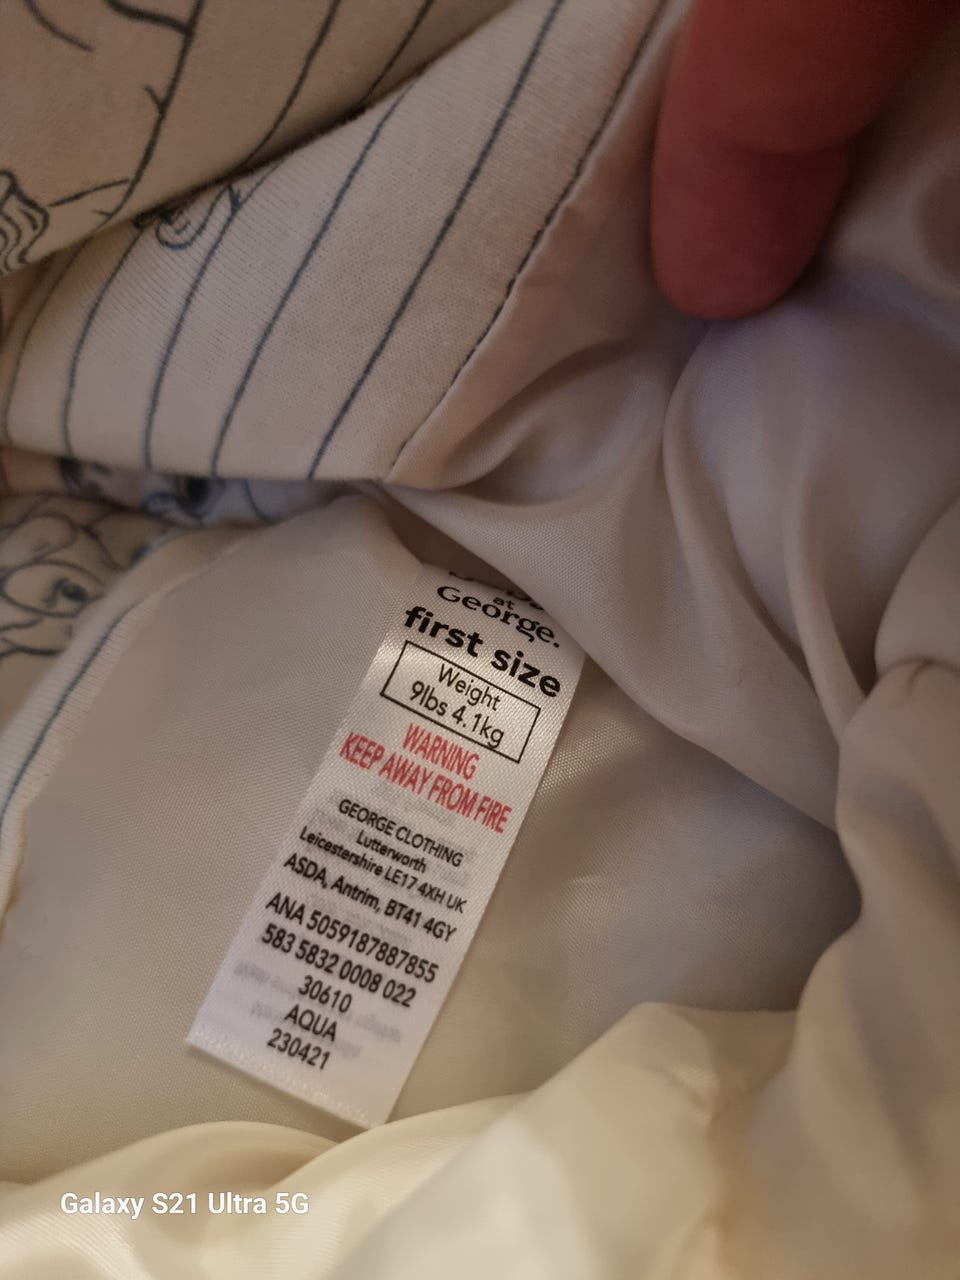 at
George.
first size
Weight
9lbs 4.1kg
WARNING
KEEP AWAY FROM FIRE
GEORGE CLOTHING
Lutterworth
Leicestershire LE17 4XH UK
ASDA, Antrim, BT41 4GY
ANA 5059187887855
583 5832 0008 022
30610
AQUA
230421
Galaxy S21 Ultra 5G